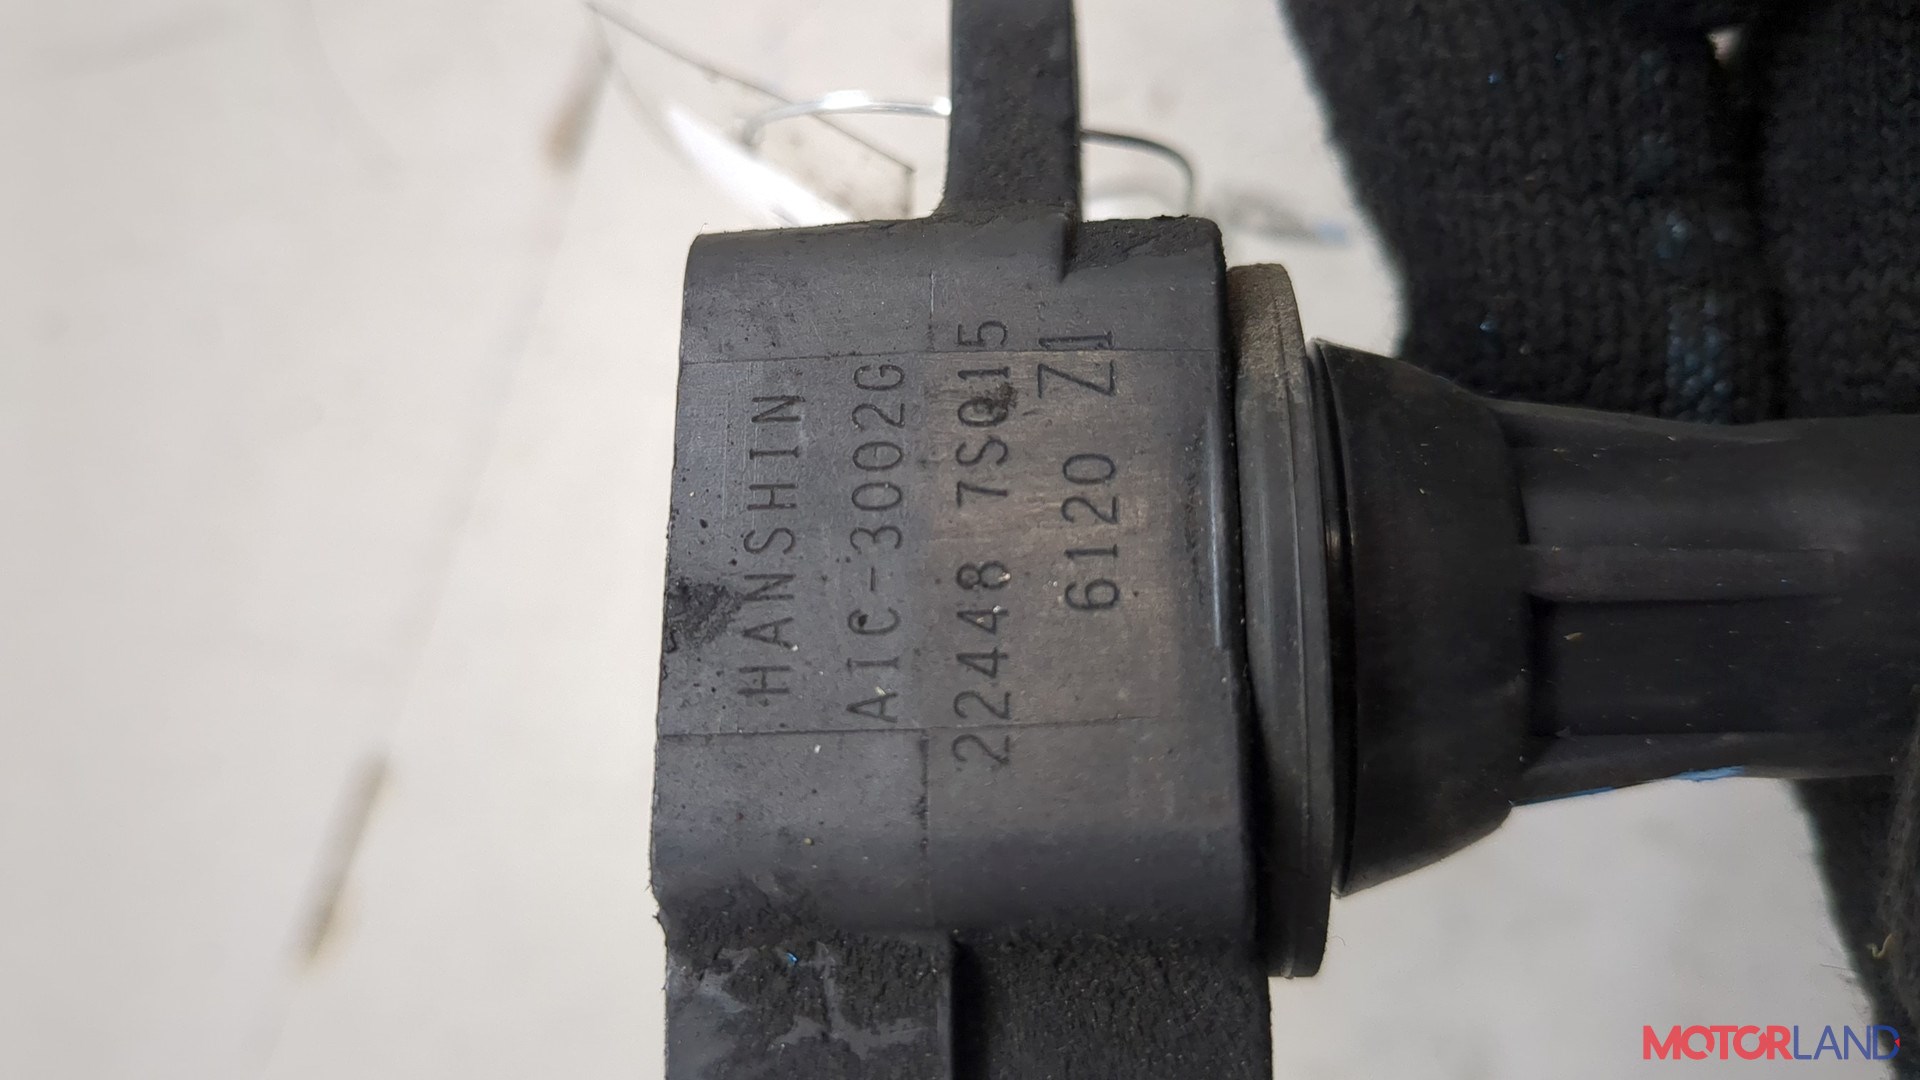 HANSHIN
AIC-3002G
22448 7S015
6120 Z1
MOTORLAND